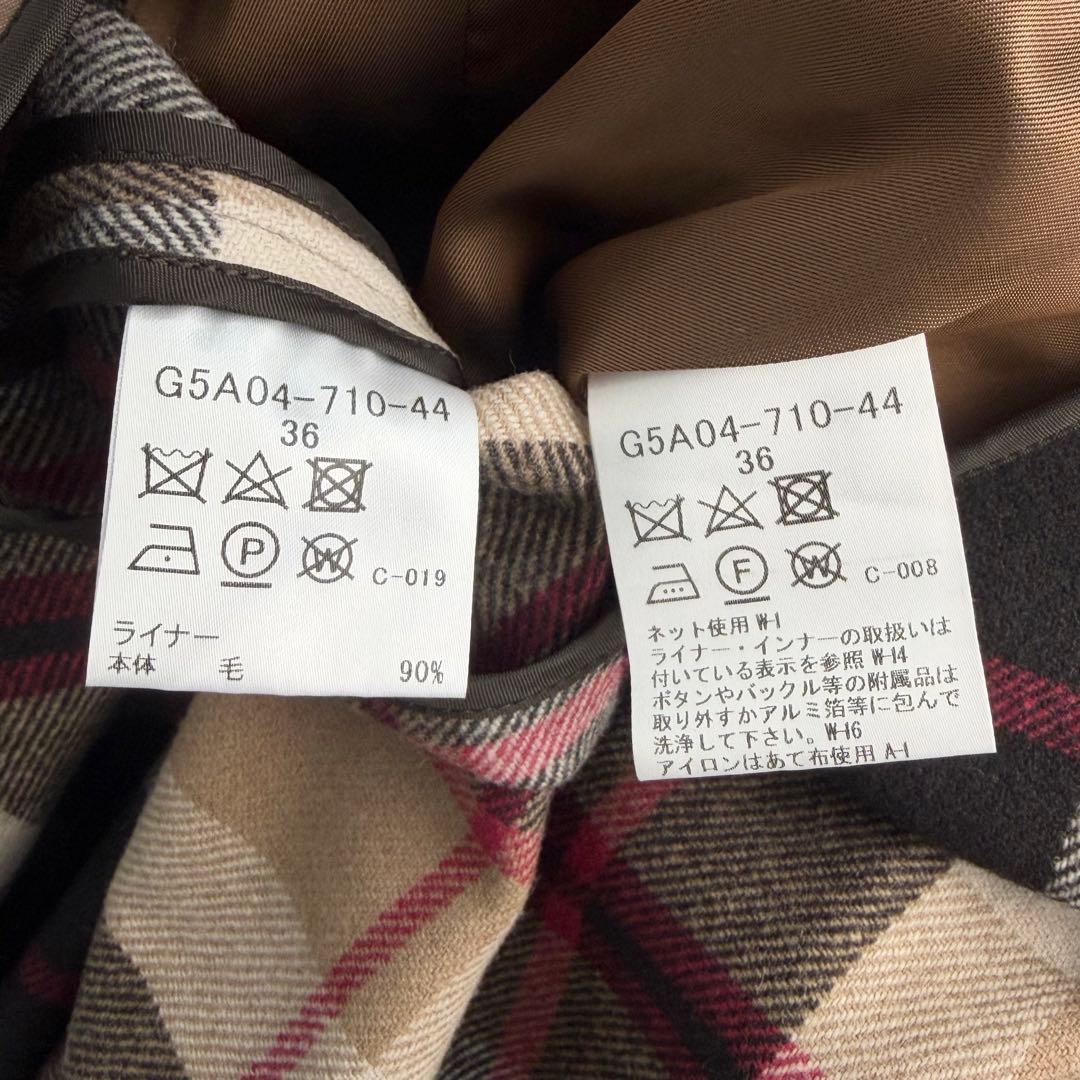 G5A04-710-44
36
P W C-019
ライナー
本体 毛 90%
G5A04-710-44
36
F W C-008
ネット使用 W-1
ライナー・インナーの取扱いは
付いている表示を参照 W-14
ボタンやバックル等の附属品は
取り外すかアルミ箔等に包んで
洗浄して下さい。W-16
アイロンはあて布使用 A-1